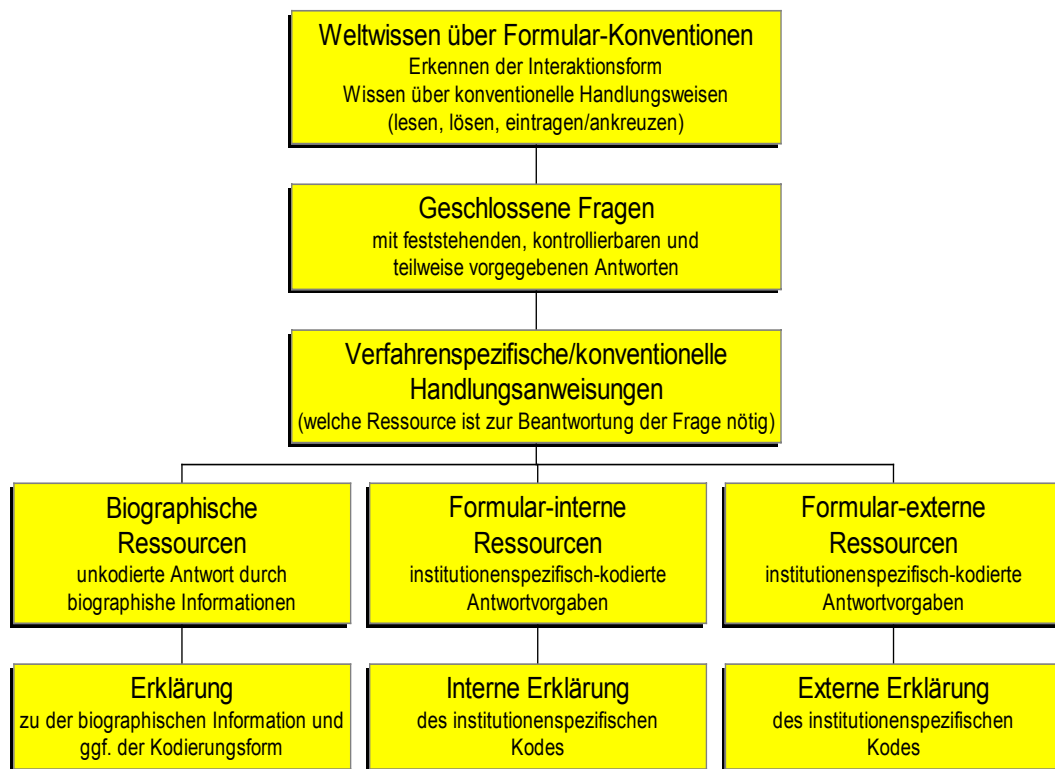 Weltwissen über Formular-Konventionen
Erkennen der Interaktionsform
Wissen über konventionelle Handlungsweisen
(lesen, lösen, eintragen/ankreuzen)
Geschlossene Fragen
mit feststehenden, kontrollierbaren und
teilweise vorgegebenen Antworten
Verfahrenspezifische/konventionelle
Handlungsanweisungen
(welche Ressource ist zur Beantwortung der Frage nötig)
Biographische
Ressourcen
unkodierte Antwort durch
biographishe Informationen
Formular-interne
Ressourcen
institutionenspezifisch-kodierte
Antwortvorgaben
Formular-externe
Ressourcen
institutionenspezifisch-kodierte
Antwortvorgaben
Erklärung
zu der biographischen Information und
ggf. der Kodierungsform
Interne Erklärung
des institutionenspezifischen
Kodes
Externe Erklärung
des institutionenspezifischen
Kodes